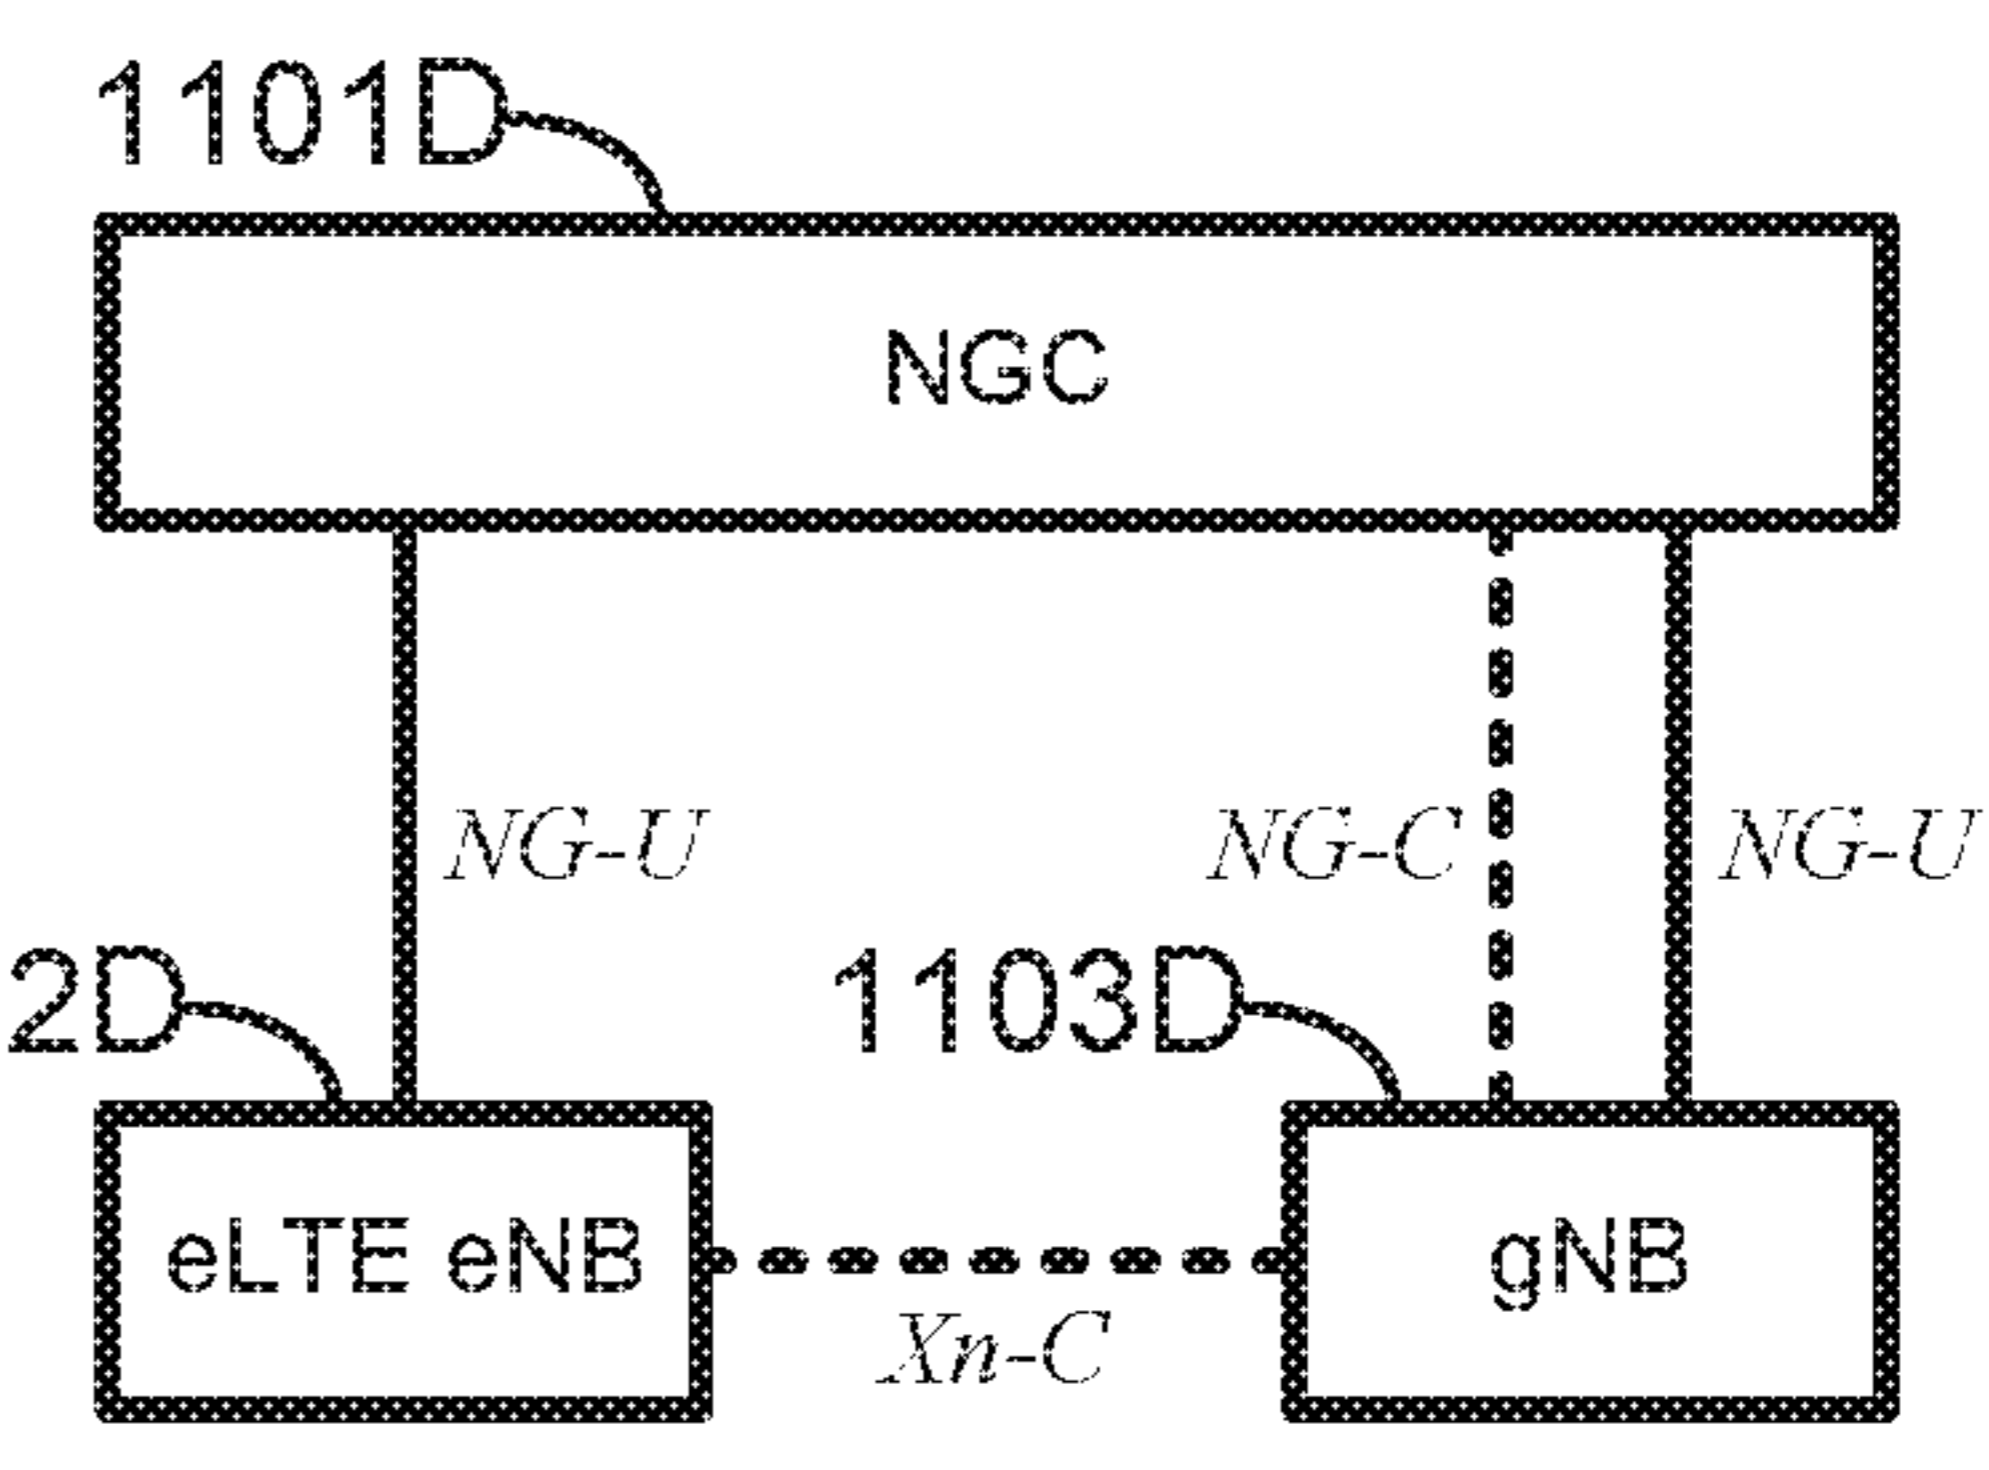 1101D
NGC
NG-U
NG-C
NG-U
2D
1103D
eLTE eNB
gNB
Xn-C